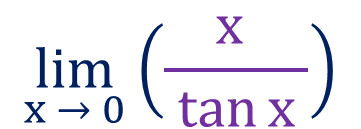 lim x → 0 ( x / tan x )